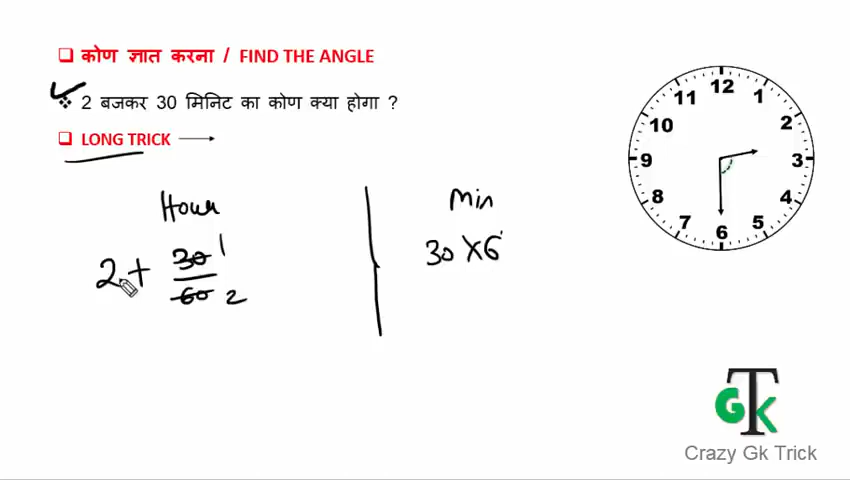 ❑ कोण ज्ञात करना / FIND THE ANGLE
❖ 2 बजकर 30 मिनिट का कोण क्या होगा ?
❑ LONG TRICK ⟶
Hour
Min
2 + 30/60 1/2
30 × 6°
12
1
2
3
4
5
6
7
8
9
10
11
GTK
Crazy Gk Trick